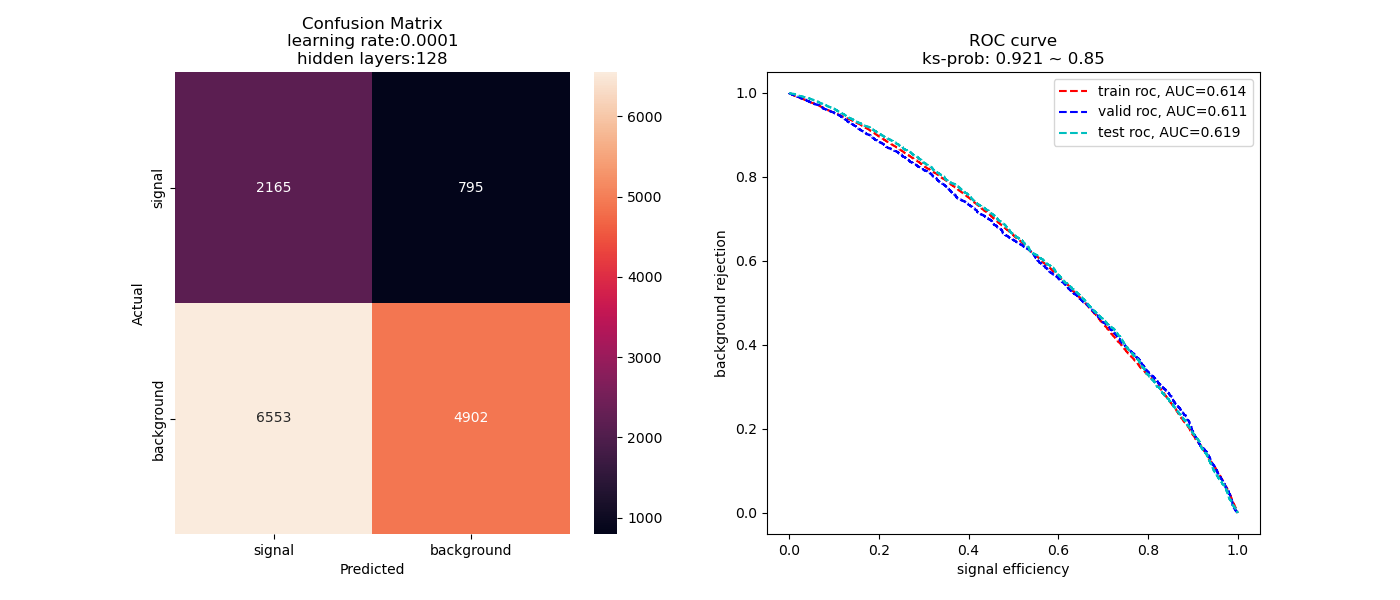 Confusion Matrix
learning rate:0.0001
hidden layers:128
signal
background
Actual
2165
795
6553
4902
signal
background
Predicted
6000
5000
4000
3000
2000
1000
ROC curve
ks-prob: 0.921 ~ 0.85
train roc, AUC=0.614
valid roc, AUC=0.611
test roc, AUC=0.619
background rejection
1.0
0.8
0.6
0.4
0.2
0.0
0.0
0.2
0.4
0.6
0.8
1.0
signal efficiency